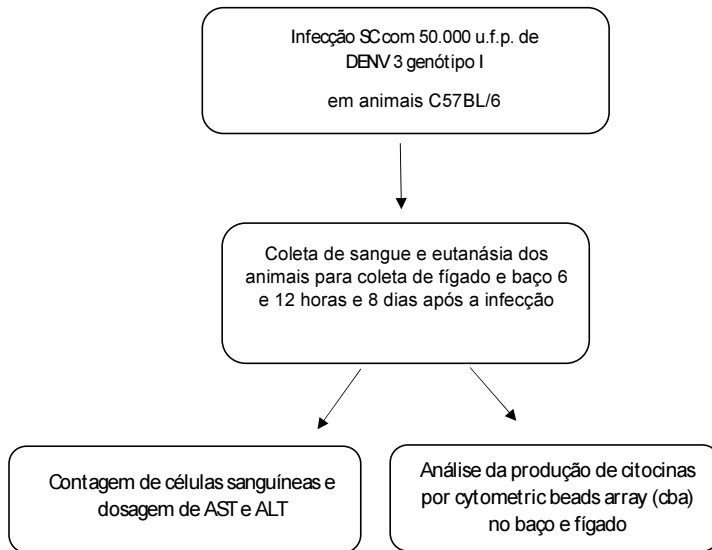 Infecção SC com 50.000 u.f.p. de
DENV 3 genótipo I
em animais C57BL/6
Coleta de sangue e eutanásia dos
animais para coleta de fígado e baço 6
e 12 horas e 8 dias após a infecção
Contagem de células sanguíneas e
dosagem de AST e ALT
Análise da produção de citocinas
por cytometric beads array (cba)
no baço e fígado